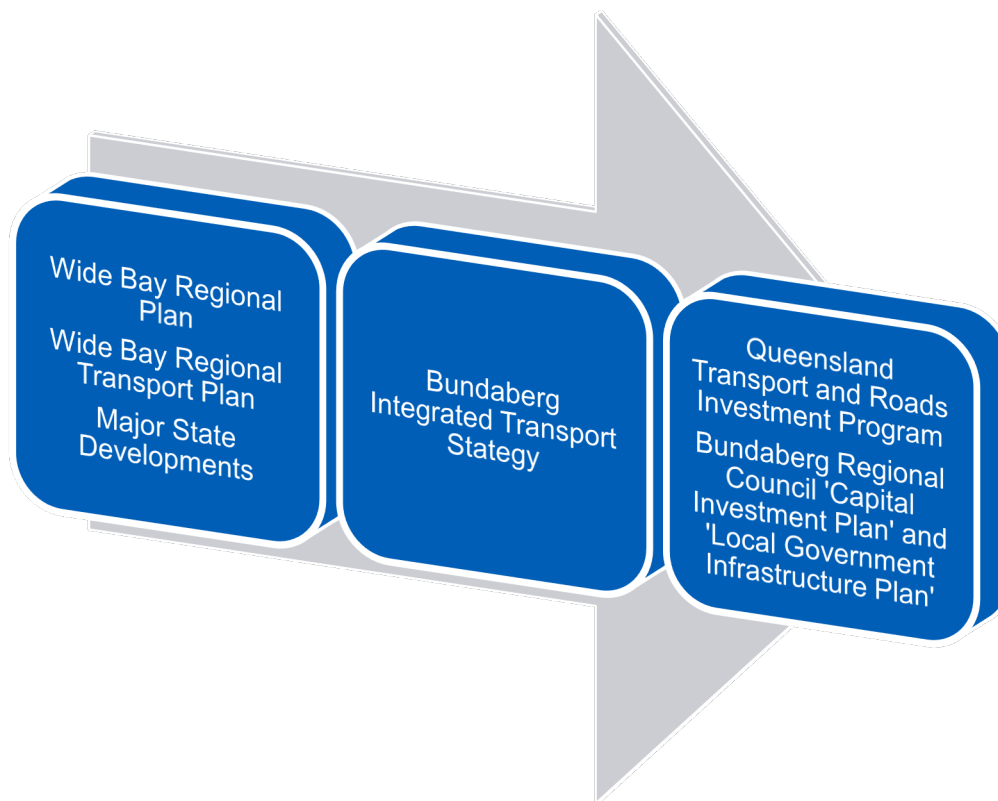 Wide Bay Regional
Plan
Wide Bay Regional
Transport Plan
Major State
Developments
Bundaberg
Integrated Transport
Stategy
Queensland
Transport and Roads
Investment Program
Bundaberg Regional
Council 'Capital
Investment Plan' and
'Local Government
Infrastructure Plan'